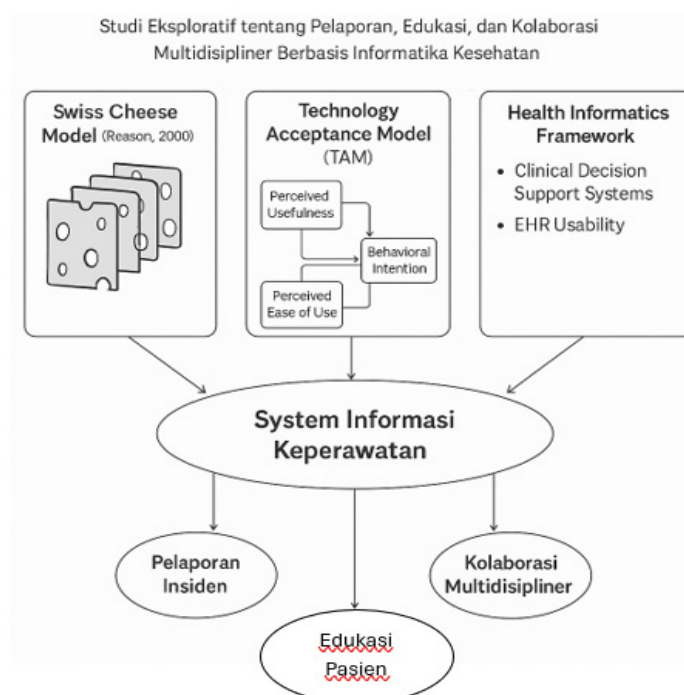 Studi Eksploratif tentang Pelaporan, Edukasi, dan Kolaborasi
Multidisipliner Berbasis Informatika Kesehatan
Swiss Cheese
Model (Reason, 2000)
Technology
Acceptance Model
(TAM)
Perceived
Usefulness
Behavioral
Intention
Perceived
Ease of Use
Health Informatics
Framework
• Clinical Decision
Support Systems
• EHR Usability
System Informasi
Keperawatan
Pelaporan
Insiden
Kolaborasi
Multidisipliner
Edukasi
Pasien